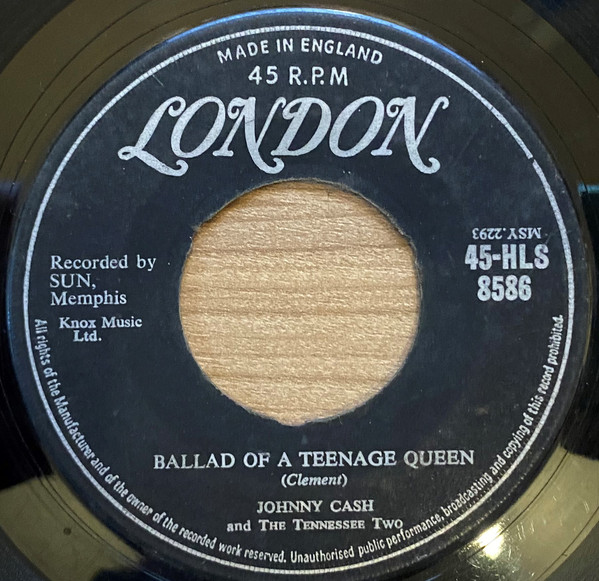 MADE IN ENGLAND
45 R.P.M
LONDON
MSY.2293
45-HLS
8586
Recorded by
SUN,
Memphis
Knox Music
Ltd.
BALLAD OF A TEENAGE QUEEN
(Clement)
JOHNNY CASH
and THE TENNESSEE TWO
All rights of the Manufacturer and of the owner of the recorded work reserved. Unauthorised public performance, broadcasting and copying of this record prohibited.